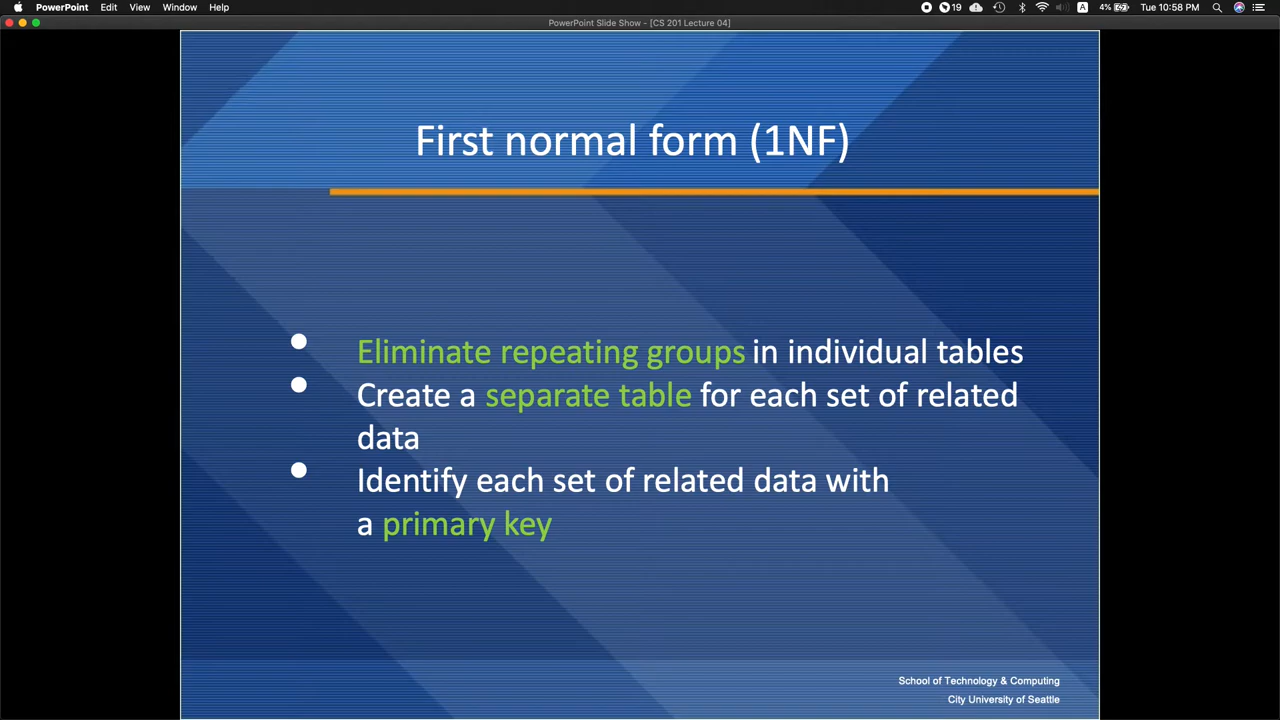 PowerPoint Edit View Window Help 19 A 4% Tue 10:58 PM
PowerPoint Slide Show - [CS 201 Lecture 04]
First normal form (1NF)
• Eliminate repeating groups in individual tables
• Create a separate table for each set of related
data
• Identify each set of related data with
a primary key
School of Technology & Computing
City University of Seattle